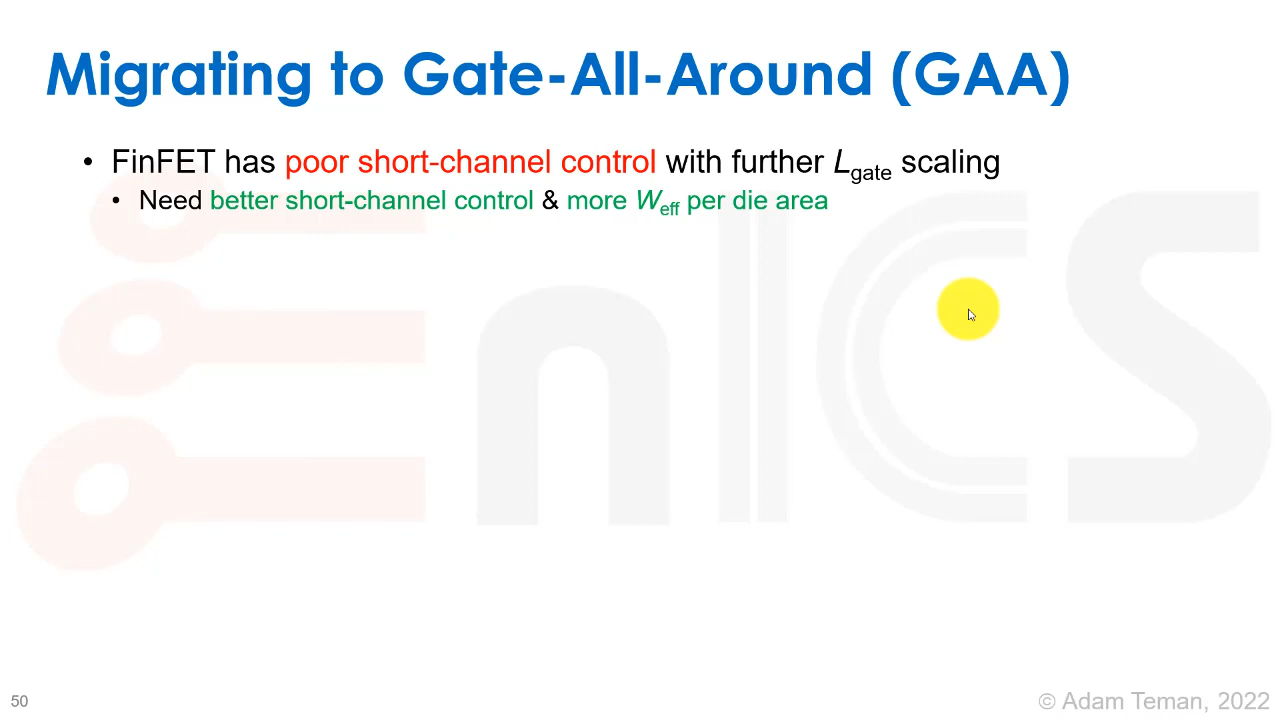 Migrating to Gate-All-Around (GAA)
• FinFET has poor short-channel control with further Lgate scaling
• Need better short-channel control & more Weff per die area
EnICS
50
© Adam Teman, 2022